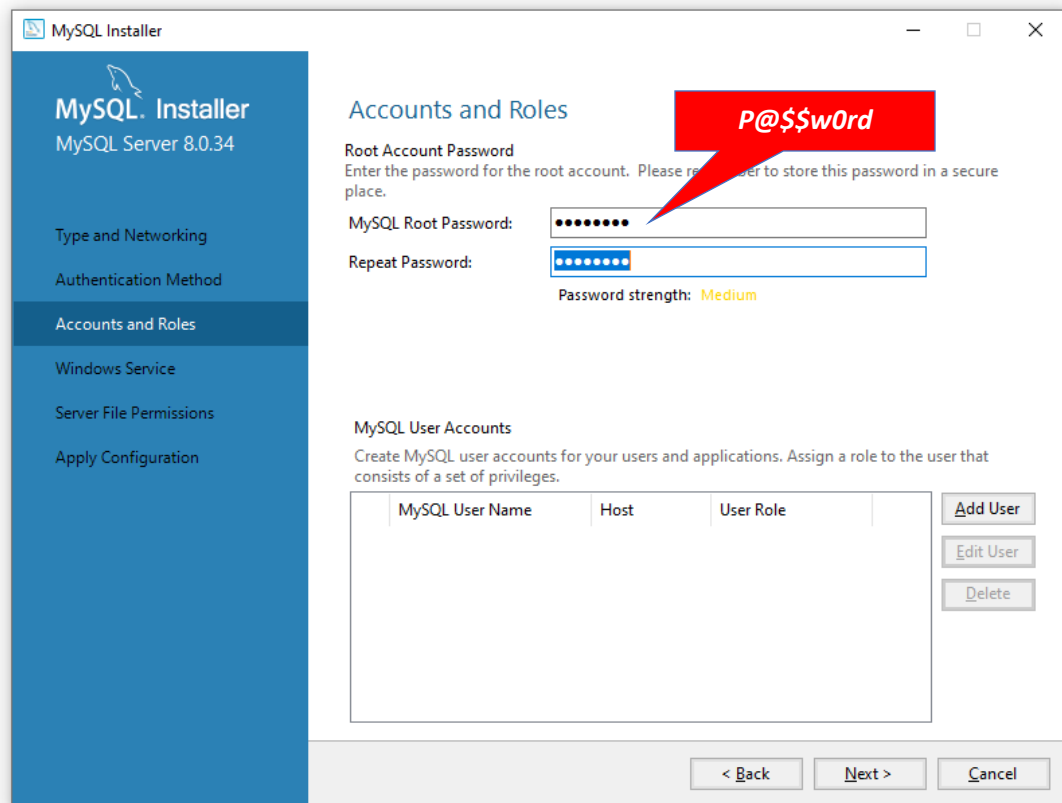 MySQL Installer
MySQL. Installer
MySQL Server 8.0.34
Type and Networking
Authentication Method
Accounts and Roles
Windows Service
Server File Permissions
Apply Configuration
Accounts and Roles
P@$$w0rd
Root Account Password
Enter the password for the root account. Please re ber to store this password in a secure
place.
MySQL Root Password:
Repeat Password:
Password strength: Medium
MySQL User Accounts
Create MySQL user accounts for your users and applications. Assign a role to the user that
consists of a set of privileges.
MySQL User Name Host User Role
Add User
Edit User
Delete
< Back Next > Cancel